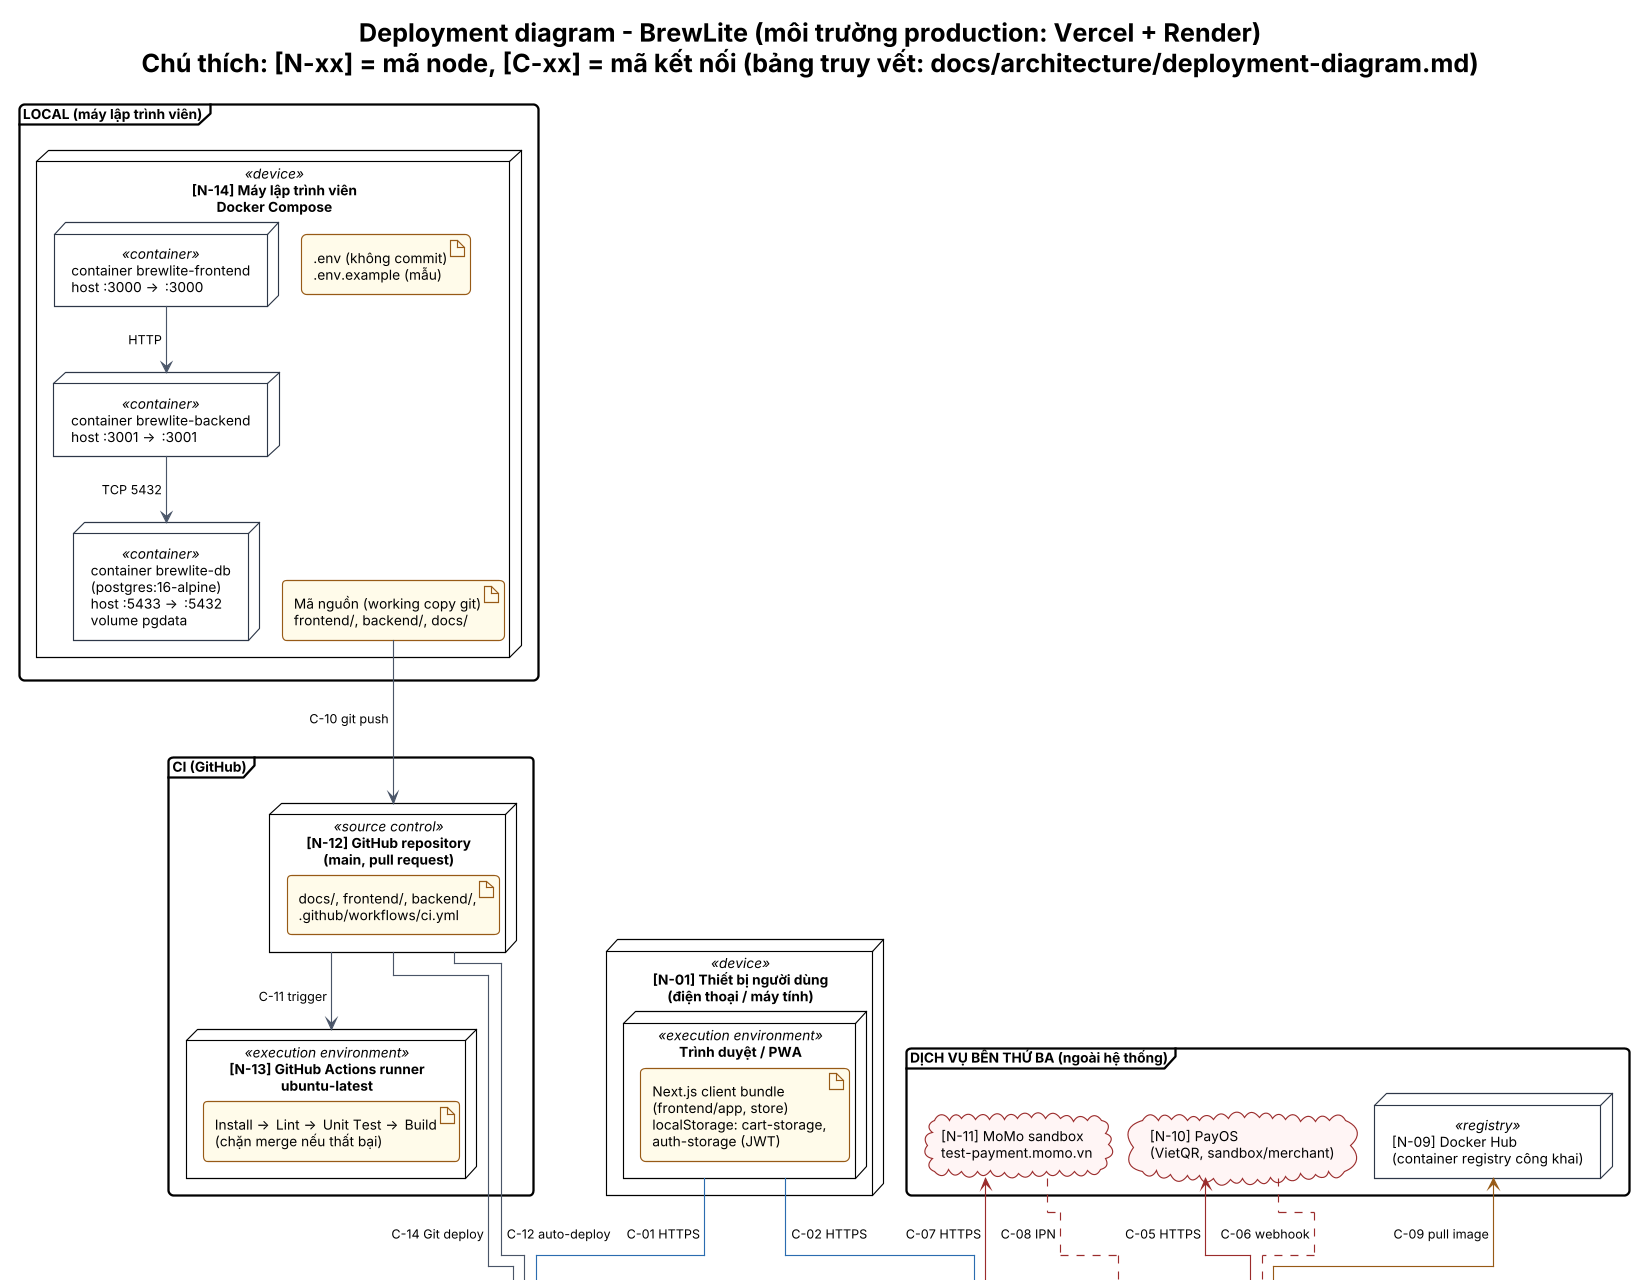 Deployment diagram - BrewLite (môi trường production: Vercel + Render)
Chú thích: [N-xx] = mã node, [C-xx] = mã kết nối (bảng truy vết: docs/architecture/deployment-diagram.md)
LOCAL (máy lập trình viên)
«device»
[N-14] Máy lập trình viên
Docker Compose
«container»
container brewlite-frontend
host :3000 → :3000
.env (không commit)
.env.example (mẫu)
HTTP
«container»
container brewlite-backend
host :3001 → :3001
TCP 5432
«container»
container brewlite-db
(postgres:16-alpine)
host :5433 → :5432
volume pgdata
Mã nguồn (working copy git)
frontend/, backend/, docs/
C-10 git push
CI (GitHub)
«source control»
[N-12] GitHub repository
(main, pull request)
docs/, frontend/, backend/,
.github/workflows/ci.yml
C-11 trigger
«execution environment»
[N-13] GitHub Actions runner
ubuntu-latest
Install → Lint → Unit Test → Build
(chặn merge nếu thất bại)
«device»
[N-01] Thiết bị người dùng
(điện thoại / máy tính)
«execution environment»
Trình duyệt / PWA
Next.js client bundle
(frontend/app, store)
localStorage: cart-storage,
auth-storage (JWT)
DỊCH VỤ BÊN THỨ BA (ngoài hệ thống)
[N-11] MoMo sandbox
test-payment.momo.vn
[N-10] PayOS
(VietQR, sandbox/merchant)
«registry»
[N-09] Docker Hub
(container registry công khai)
C-14 Git deploy
C-12 auto-deploy
C-01 HTTPS
C-02 HTTPS
C-07 HTTPS
C-08 IPN
C-05 HTTPS
C-06 webhook
C-09 pull image